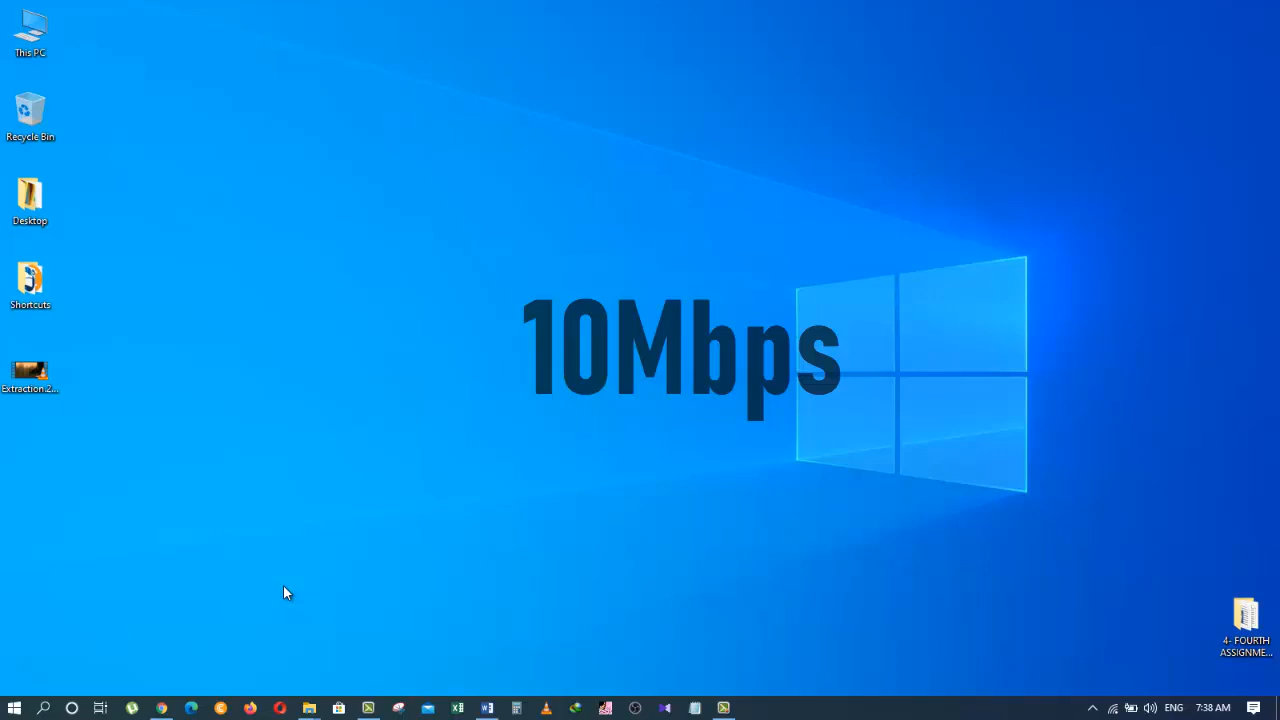 This PC
Recycle Bin
Desktop
Shortcuts
Extraction.2...
10Mbps
4- FOURTH
ASSIGNME...
ENG
7:38 AM